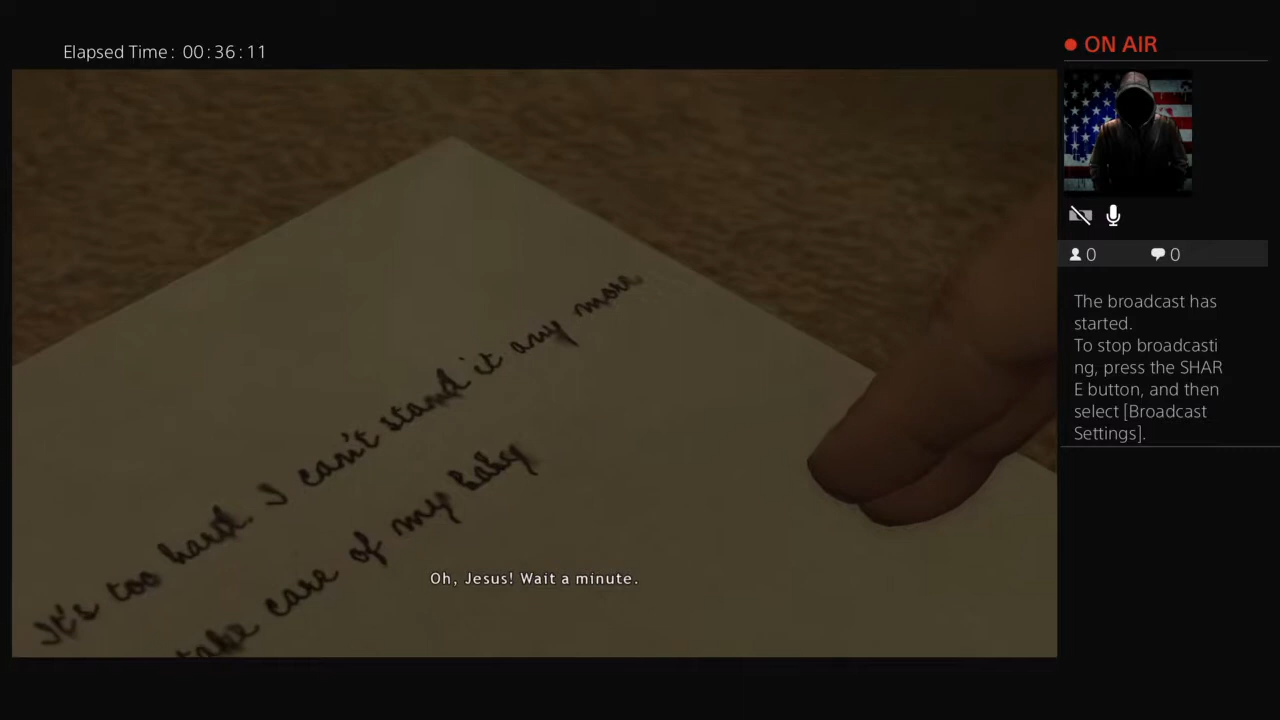 Elapsed Time: 00:36:11
ON AIR
0
0
The broadcast has
started.
To stop broadcasti
ng, press the SHAR
E button, and then
select [Broadcast
Settings].
It's too hard. I can't stand it any more
take care of my baby
Oh, Jesus! Wait a minute.